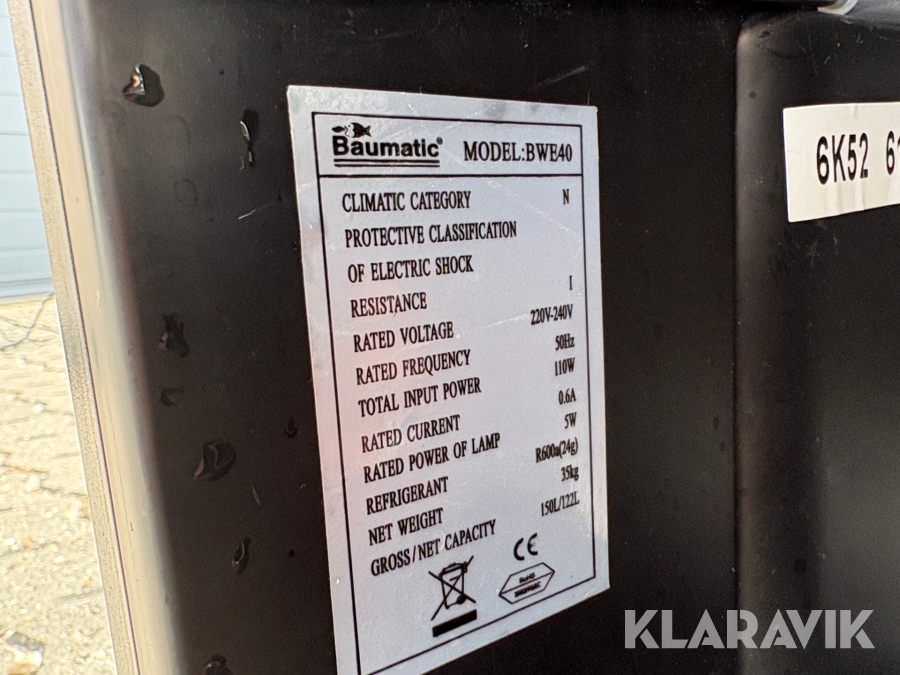 Baumatic® MODEL:BWE40
CLIMATIC CATEGORY N
PROTECTIVE CLASSIFICATION
OF ELECTRIC SHOCK
RESISTANCE I
RATED VOLTAGE 220V-240V
RATED FREQUENCY 50Hz
TOTAL INPUT POWER 110W
RATED CURRENT 0.6A
RATED POWER OF LAMP 5W
REFRIGERANT R600a(24g)
NET WEIGHT 35kg
GROSS/NET CAPACITY 150L/122L
CE
RoHS
6K52 61
KLARAVIK